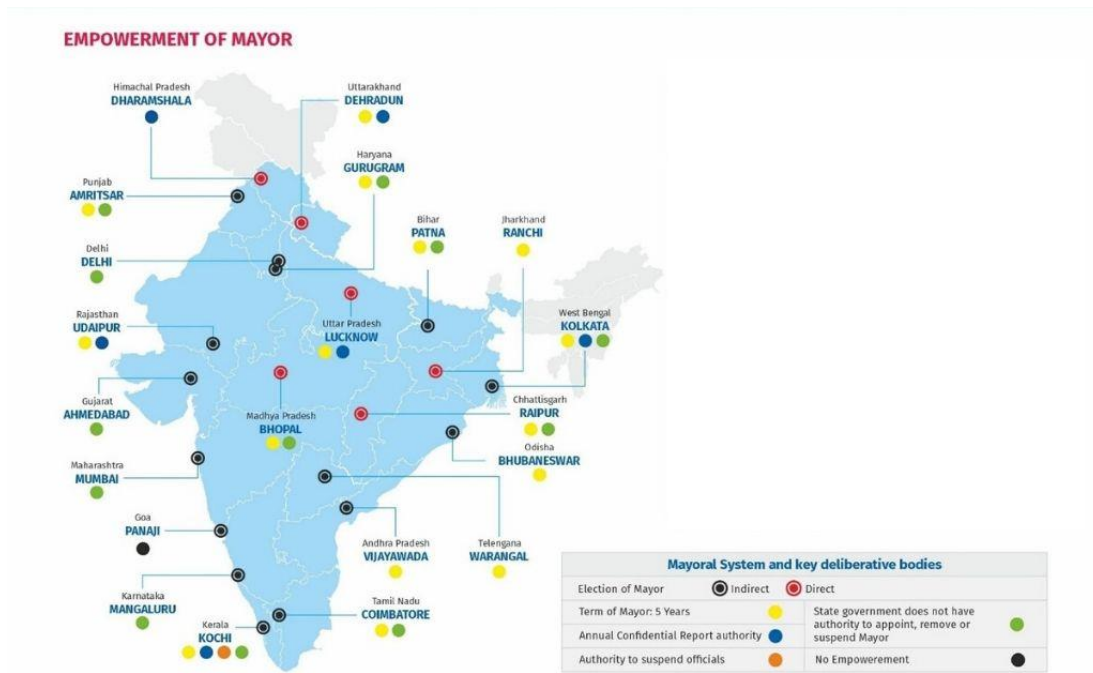 EMPOWERMENT OF MAYOR
Himachal Pradesh
DHARAMSHALA
Uttarakhand
DEHRADUN
Haryana
GURUGRAM
Punjab
AMRITSAR
Bihar
PATNA
Jharkhand
RANCHI
Delhi
DELHI
Rajasthan
UDAIPUR
Uttar Pradesh
LUCKNOW
West Bengal
KOLKATA
Gujarat
AHMEDABAD
Madhya Pradesh
BHOPAL
Chhattisgarh
RAIPUR
Odisha
BHUBANESWAR
Maharashtra
MUMBAI
Goa
PANAJI
Andhra Pradesh
VIJAYAWADA
Telengana
WARANGAL
Karnataka
MANGALURU
Kerala
KOCHI
Tamil Nadu
COIMBATORE
Mayoral System and key deliberative bodies
Election of Mayor Indirect Direct
Term of Mayor: 5 Years
Annual Confidential Report authority
Authority to suspend officials
State government does not have
authority to appoint, remove or
suspend Mayor
No Empowerement